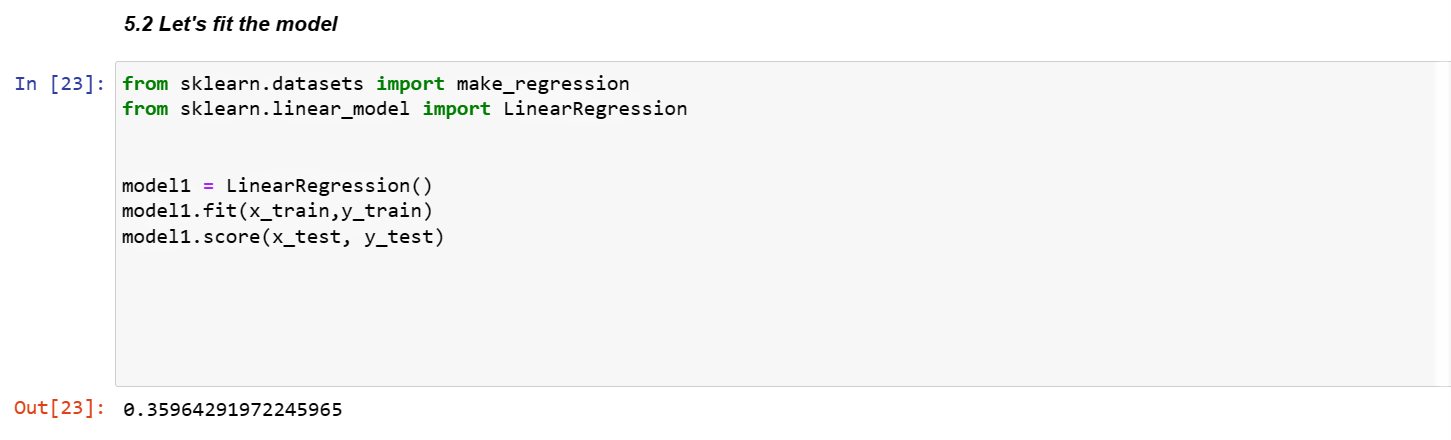 5.2 Let's fit the model
In [23]: from sklearn.datasets import make_regression
from sklearn.linear_model import LinearRegression
model1 = LinearRegression()
model1.fit(x_train,y_train)
model1.score(x_test, y_test)
Out[23]: 0.35964291972245965